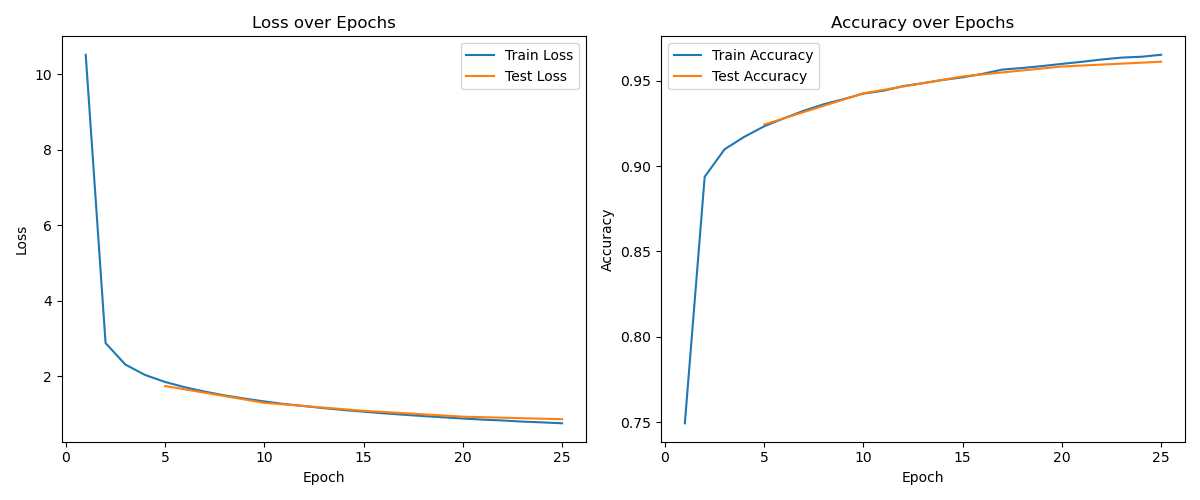 Loss over Epochs
Train Loss
Test Loss
10
8
6
4
2
Loss
0
5
10
15
20
25
Epoch
Accuracy over Epochs
Train Accuracy
Test Accuracy
0.95
0.90
0.85
0.80
0.75
Accuracy
0
5
10
15
20
25
Epoch